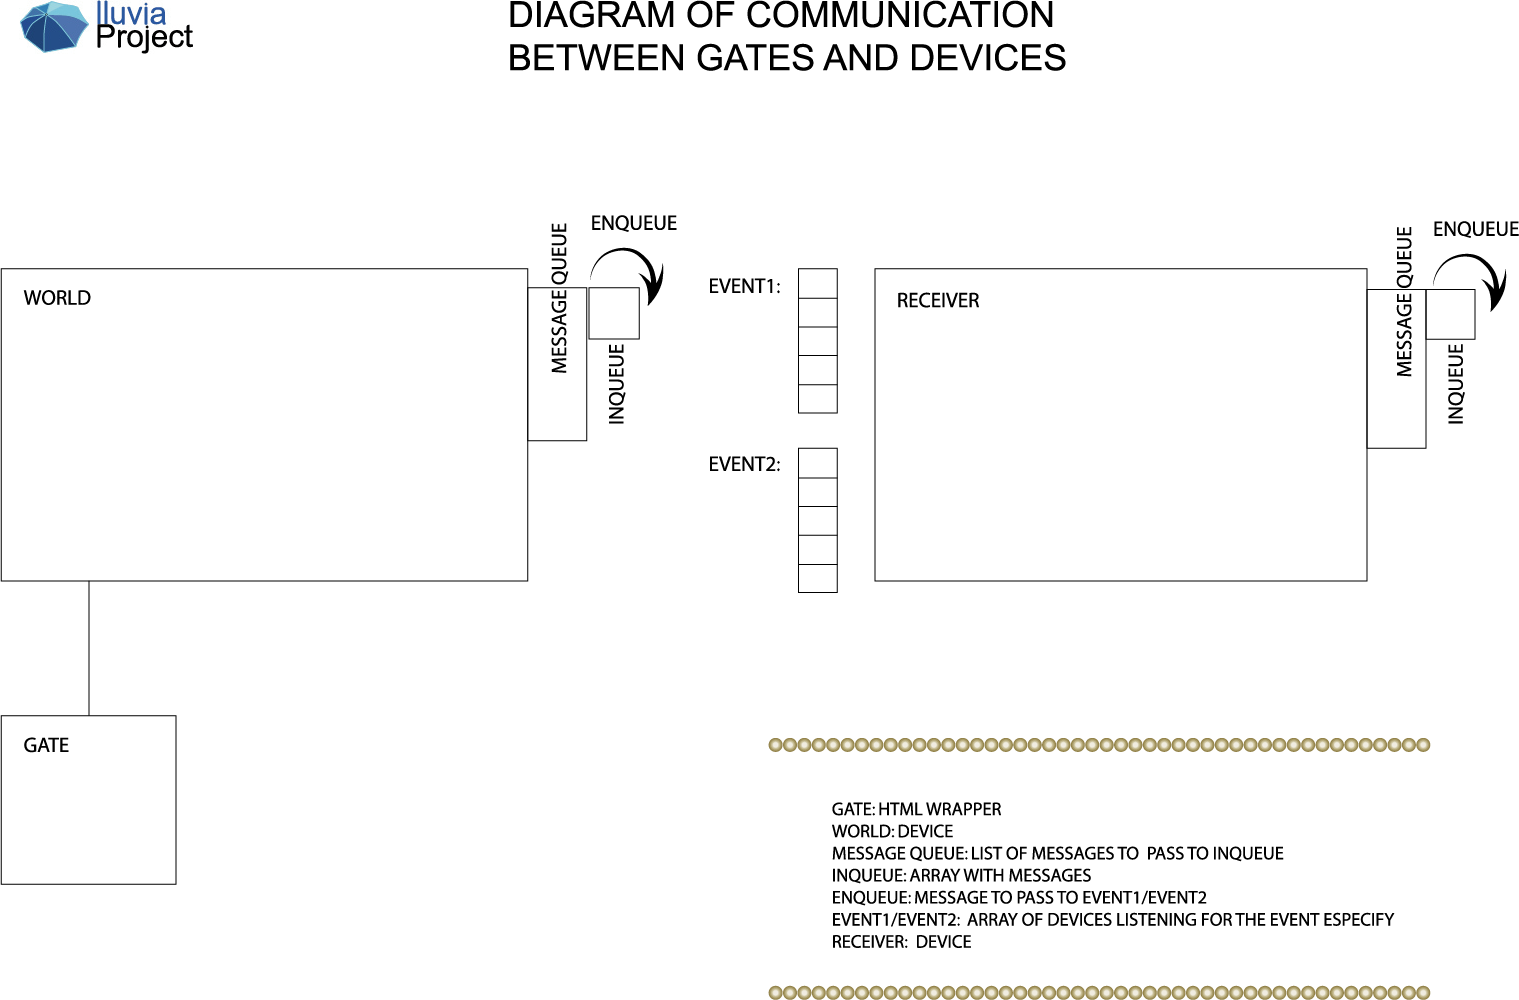 lluvia
Project
DIAGRAM OF COMMUNICATION
BETWEEN GATES AND DEVICES
WORLD
MESSAGE QUEUE
ENQUEUE
INQUEUE
EVENT1:
EVENT2:
RECEIVER
MESSAGE QUEUE
ENQUEUE
INQUEUE
GATE
GATE: HTML WRAPPER
WORLD: DEVICE
MESSAGE QUEUE: LIST OF MESSAGES TO PASS TO INQUEUE
INQUEUE: ARRAY WITH MESSAGES
ENQUEUE: MESSAGE TO PASS TO EVENT1/EVENT2
EVENT1/EVENT2: ARRAY OF DEVICES LISTENING FOR THE EVENT ESPECIFY
RECEIVER: DEVICE